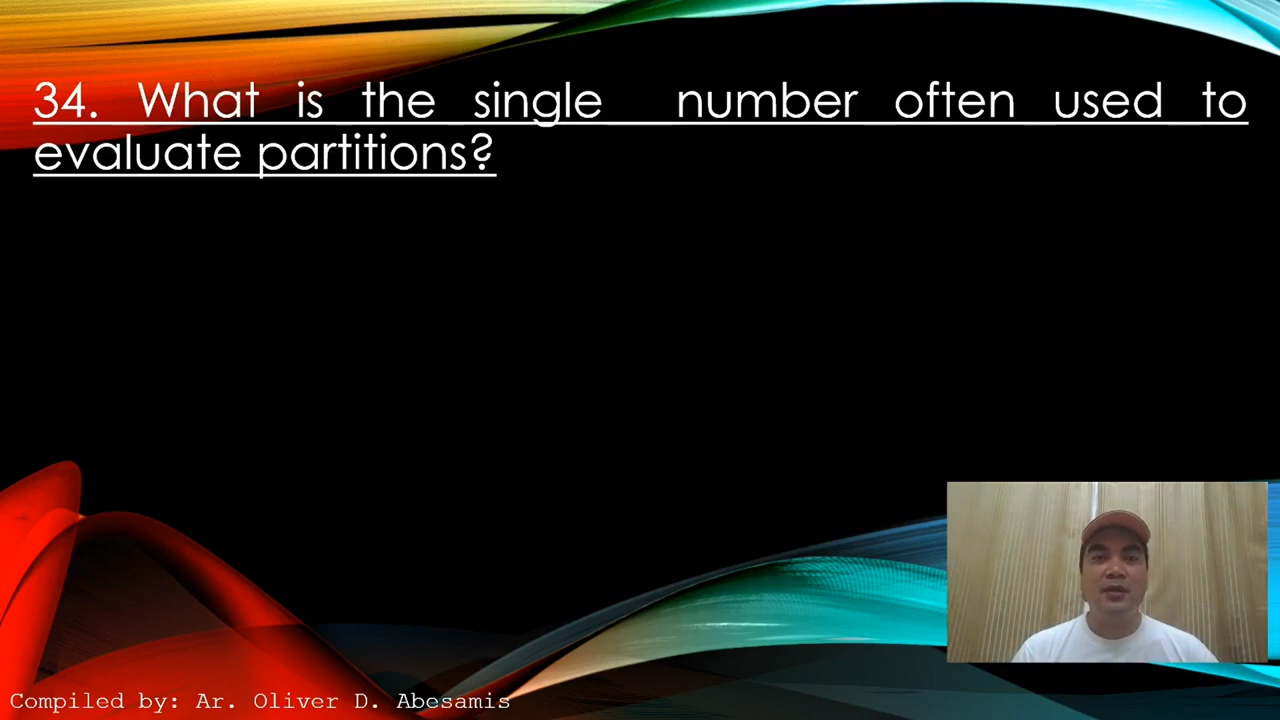 34. What is the single number often used to
evaluate partitions?
Compiled by: Ar. Oliver D. Abesamis